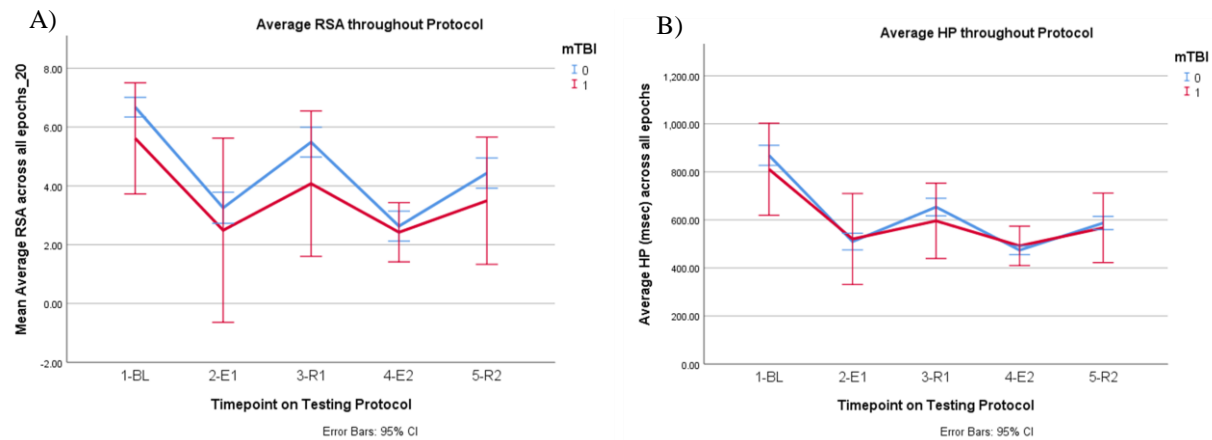 A)
Average RSA throughout Protocol
mTBI
0
1
Mean Average RSA across all epochs_20
8.00
6.00
4.00
2.00
0.00
-2.00
1-BL 2-E1 3-R1 4-E2 5-R2
Timepoint on Testing Protocol
Error Bars: 95% CI
B)
Average HP throughout Protocol
mTBI
0
1
Average HP (msec) across all epochs
1,200.00
1,000.00
800.00
600.00
400.00
200.00
0.00
1-BL 2-E1 3-R1 4-E2 5-R2
Timepoint on Testing Protocol
Error Bars: 95% CI